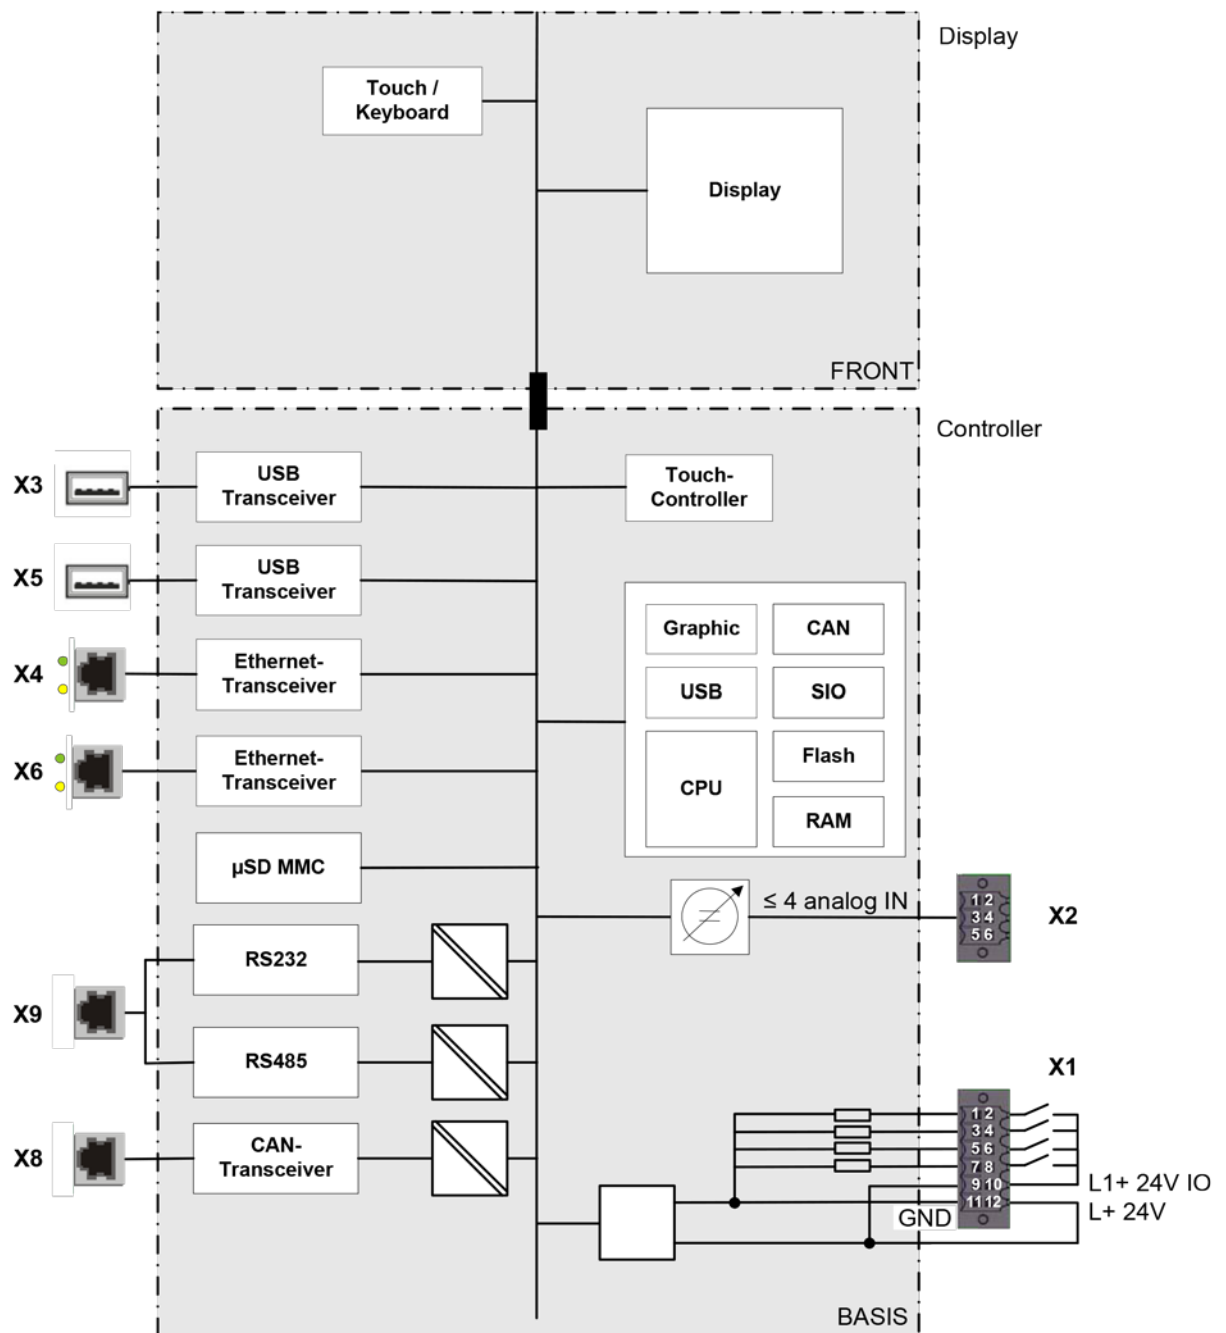 Display
Touch /
Keyboard
Display
FRONT
Controller
X3
USB
Transceiver
Touch-
Controller
X5
USB
Transceiver
X4
Ethernet-
Transceiver
Graphic
CAN
USB
SIO
X6
Ethernet-
Transceiver
CPU
Flash
RAM
µSD MMC
≤ 4 analog IN
1 2
3 4
5 6
X2
X9
RS232
RS485
X1
1 2
3 4
5 6
7 8
9 10
11 12
L1+ 24V IO
L+ 24V
GND
X8
CAN-
Transceiver
BASIS